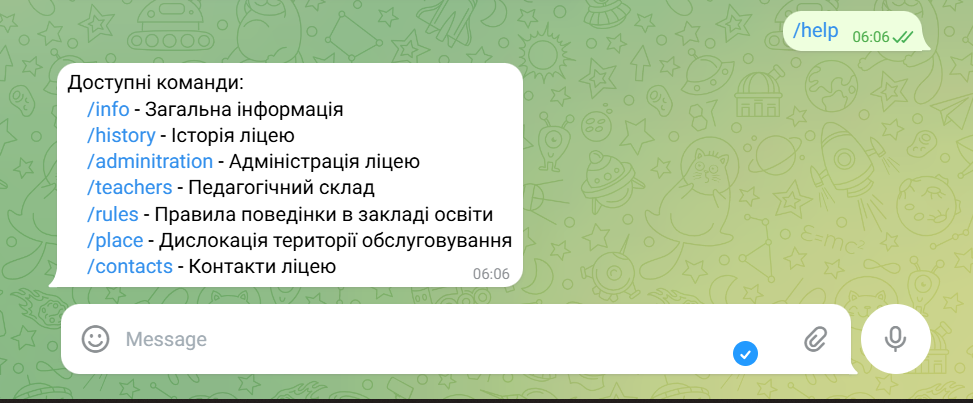 /help 06:06
Доступні команди:
/info - Загальна інформація
/history - Історія ліцею
/adminitration - Адміністрація ліцею
/teachers - Педагогічний склад
/rules - Правила поведінки в закладі освіти
/place - Дислокація території обслуговування
/contacts - Контакти ліцею
06:06
Message